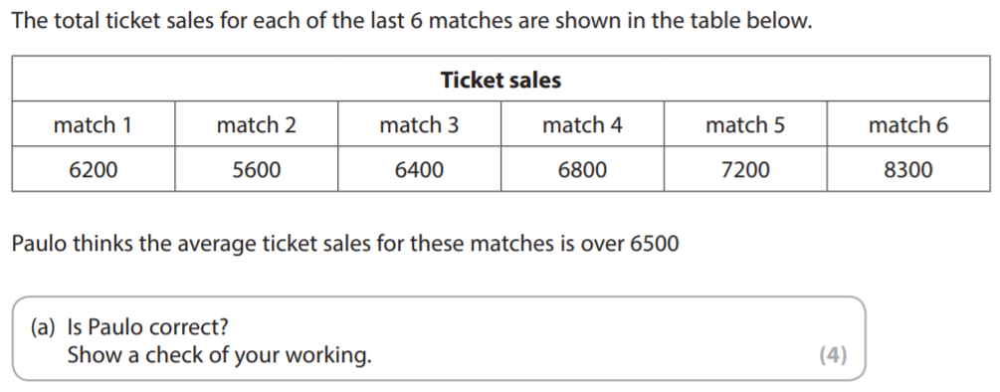 The total ticket sales for each of the last 6 matches are shown in the table below.
Ticket sales
match 1 match 2 match 3 match 4 match 5 match 6
6200 5600 6400 6800 7200 8300
Paulo thinks the average ticket sales for these matches is over 6500
(a) Is Paulo correct?
Show a check of your working. (4)